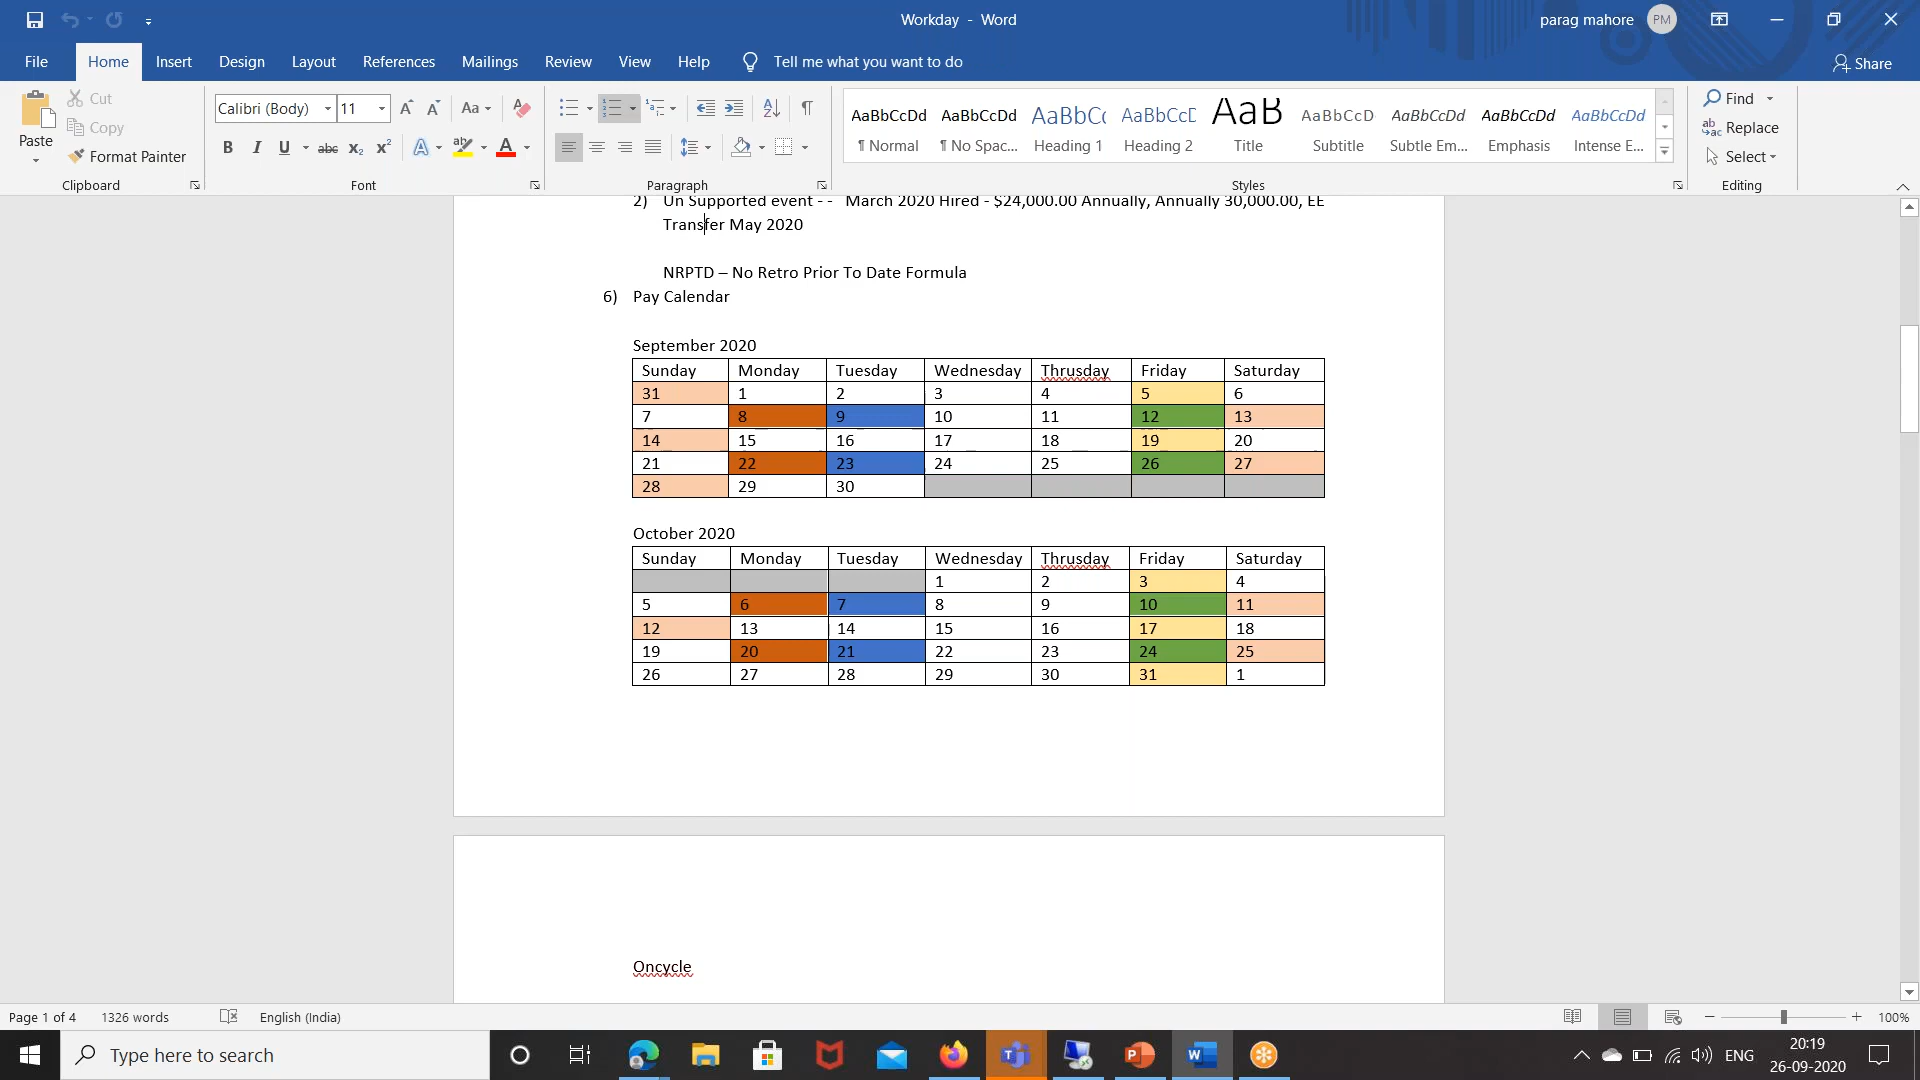 Workday - Word
parag mahore
PM
File Home Insert Design Layout References Mailings Review View Help Tell me what you want to do
Share
Paste
Cut
Copy
Format Painter
Clipboard
Calibri (Body) 11
Font
Paragraph
AaBbCcDd AaBbCcDd AaBbCc AaBbCcD AaB AaBbCcD AaBbCcDd AaBbCcDd AaBbCcDd
¶ Normal ¶ No Spac... Heading 1 Heading 2 Title Subtitle Subtle Em... Emphasis Intense E...
Styles
Find
Replace
Select
Editing
2) Un Supported event - - March 2020 Hired - $24,000.00 Annually, Annually 30,000.00, EE
Transfer May 2020
NRPTD – No Retro Prior To Date Formula
6) Pay Calendar
September 2020
Sunday Monday Tuesday Wednesday Thrusday Friday Saturday
31 1 2 3 4 5 6
7 8 9 10 11 12 13
14 15 16 17 18 19 20
21 22 23 24 25 26 27
28 29 30
October 2020
Sunday Monday Tuesday Wednesday Thrusday Friday Saturday
1 2 3 4
5 6 7 8 9 10 11
12 13 14 15 16 17 18
19 20 21 22 23 24 25
26 27 28 29 30 31 1
Oncycle
Page 1 of 4 1326 words English (India) 100%
Type here to search
ENG
20:19
26-09-2020